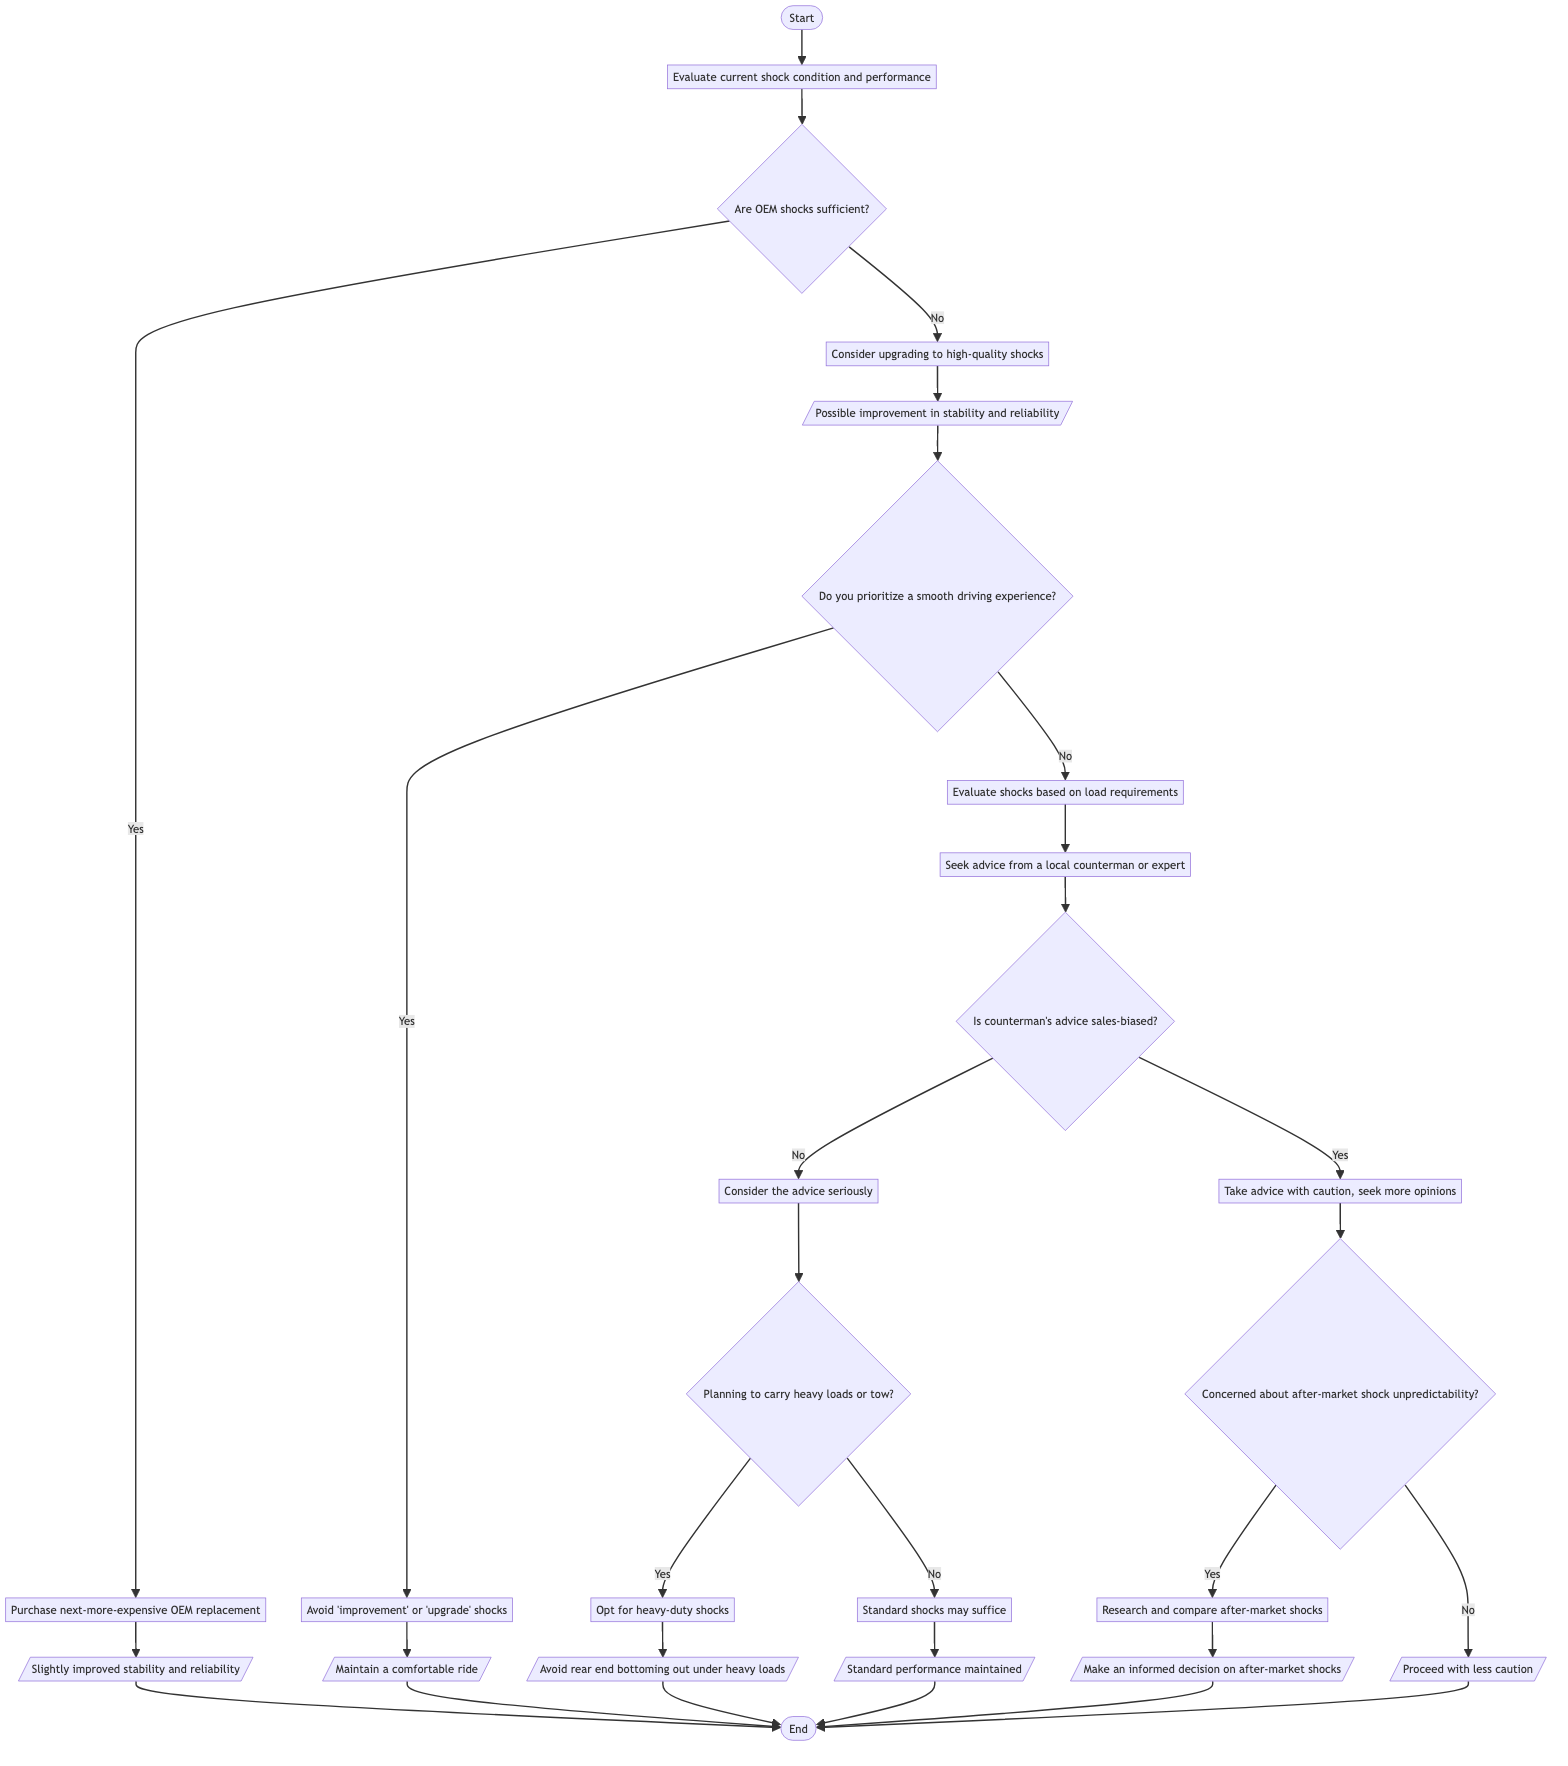 Start
Evaluate current shock condition and performance
Are OEM shocks sufficient?
No
Consider upgrading to high-quality shocks
Possible improvement in stability and reliability
Do you prioritize a smooth driving experience?
No
Evaluate shocks based on load requirements
Yes
Seek advice from a local counterman or expert
Yes
Is counterman's advice sales-biased?
No
Yes
Consider the advice seriously
Take advice with caution, seek more opinions
Planning to carry heavy loads or tow?
Concerned about after-market shock unpredictability?
Yes
No
Yes
No
Purchase next-more-expensive OEM replacement
Avoid 'improvement' or 'upgrade' shocks
Opt for heavy-duty shocks
Standard shocks may suffice
Research and compare after-market shocks
Slightly improved stability and reliability
Maintain a comfortable ride
Avoid rear end bottoming out under heavy loads
Standard performance maintained
Make an informed decision on after-market shocks
Proceed with less caution
End